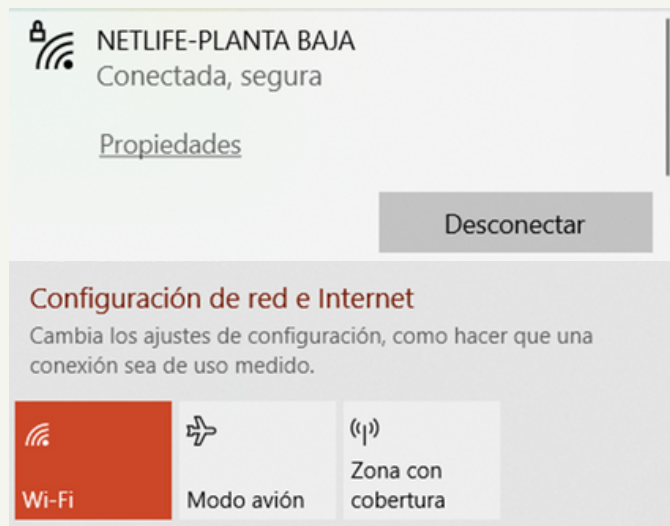 NETLIFE-PLANTA BAJA
Conectada, segura
Propiedades
Desconectar
Configuración de red e Internet
Cambia los ajustes de configuración, como hacer que una
conexión sea de uso medido.
Wi-Fi
Modo avión
Zona con
cobertura